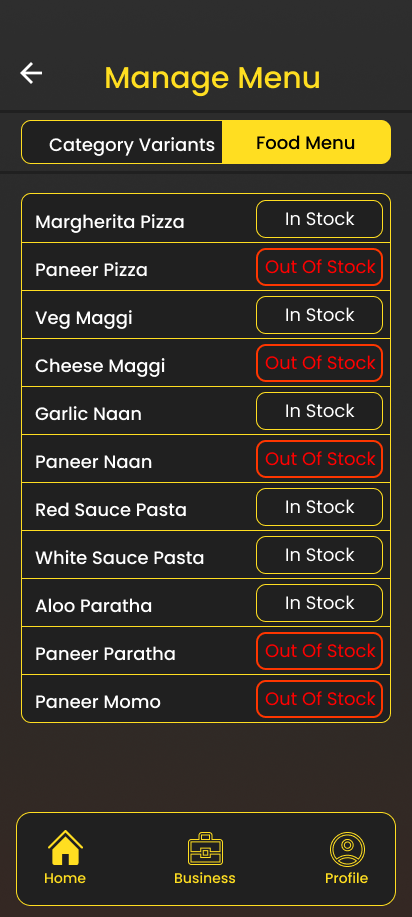 Manage Menu
Category Variants Food Menu
Margherita Pizza In Stock
Paneer Pizza Out Of Stock
Veg Maggi In Stock
Cheese Maggi Out Of Stock
Garlic Naan In Stock
Paneer Naan Out Of Stock
Red Sauce Pasta In Stock
White Sauce Pasta In Stock
Aloo Paratha In Stock
Paneer Paratha Out Of Stock
Paneer Momo Out Of Stock
Home Business Profile